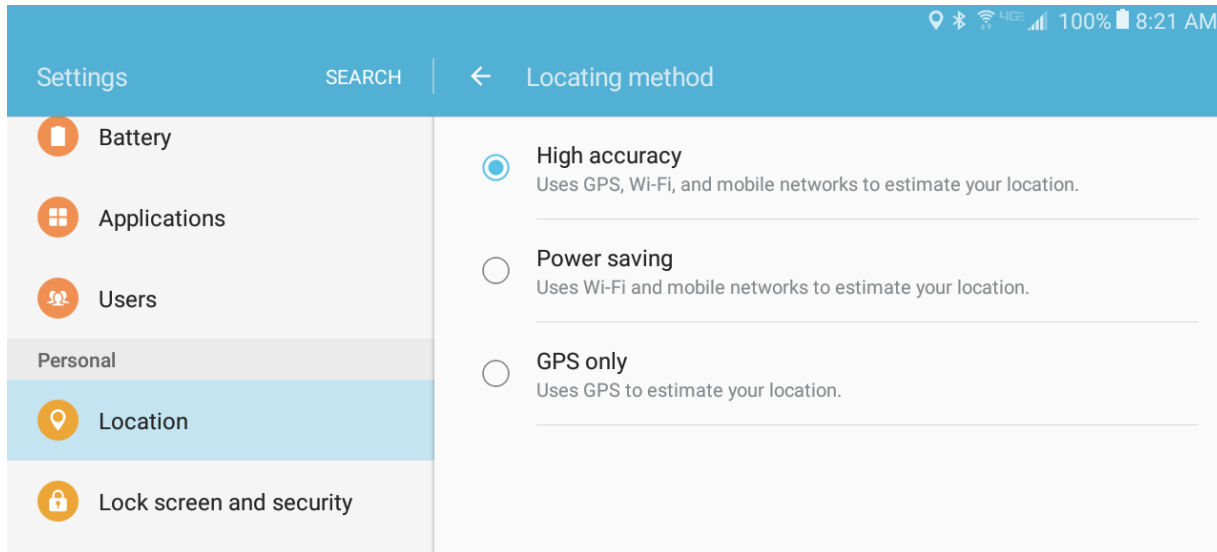 4GE 100% 8:21 AM
Settings SEARCH Locating method
Battery
Applications
Users
Personal
Location
Lock screen and security
High accuracy
Uses GPS, Wi-Fi, and mobile networks to estimate your location.
Power saving
Uses Wi-Fi and mobile networks to estimate your location.
GPS only
Uses GPS to estimate your location.